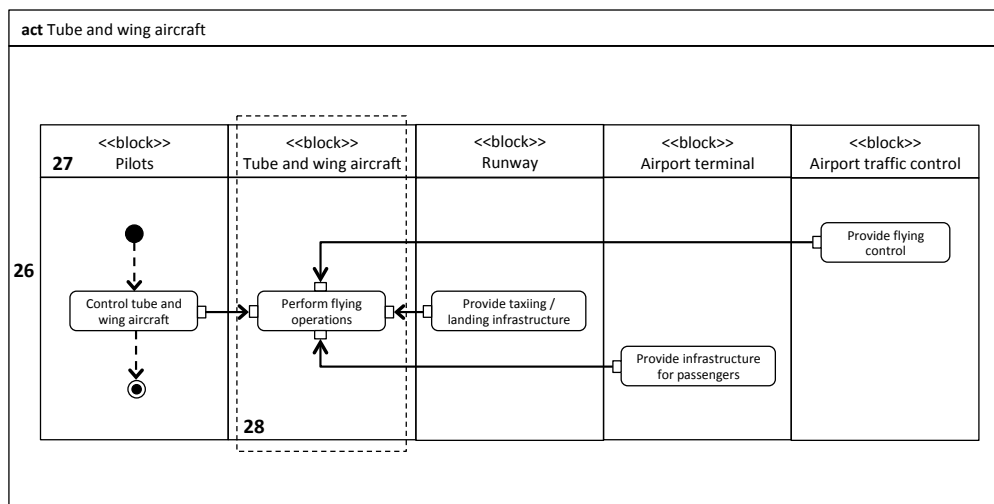 act Tube and wing aircraft
<<block>>
Pilots
<<block>>
Tube and wing aircraft
<<block>>
Runway
<<block>>
Airport terminal
<<block>>
Airport traffic control
27
26
Provide flying
control
Control tube and
wing aircraft
Perform flying
operations
Provide taxiing /
landing infrastructure
Provide infrastructure
for passengers
28